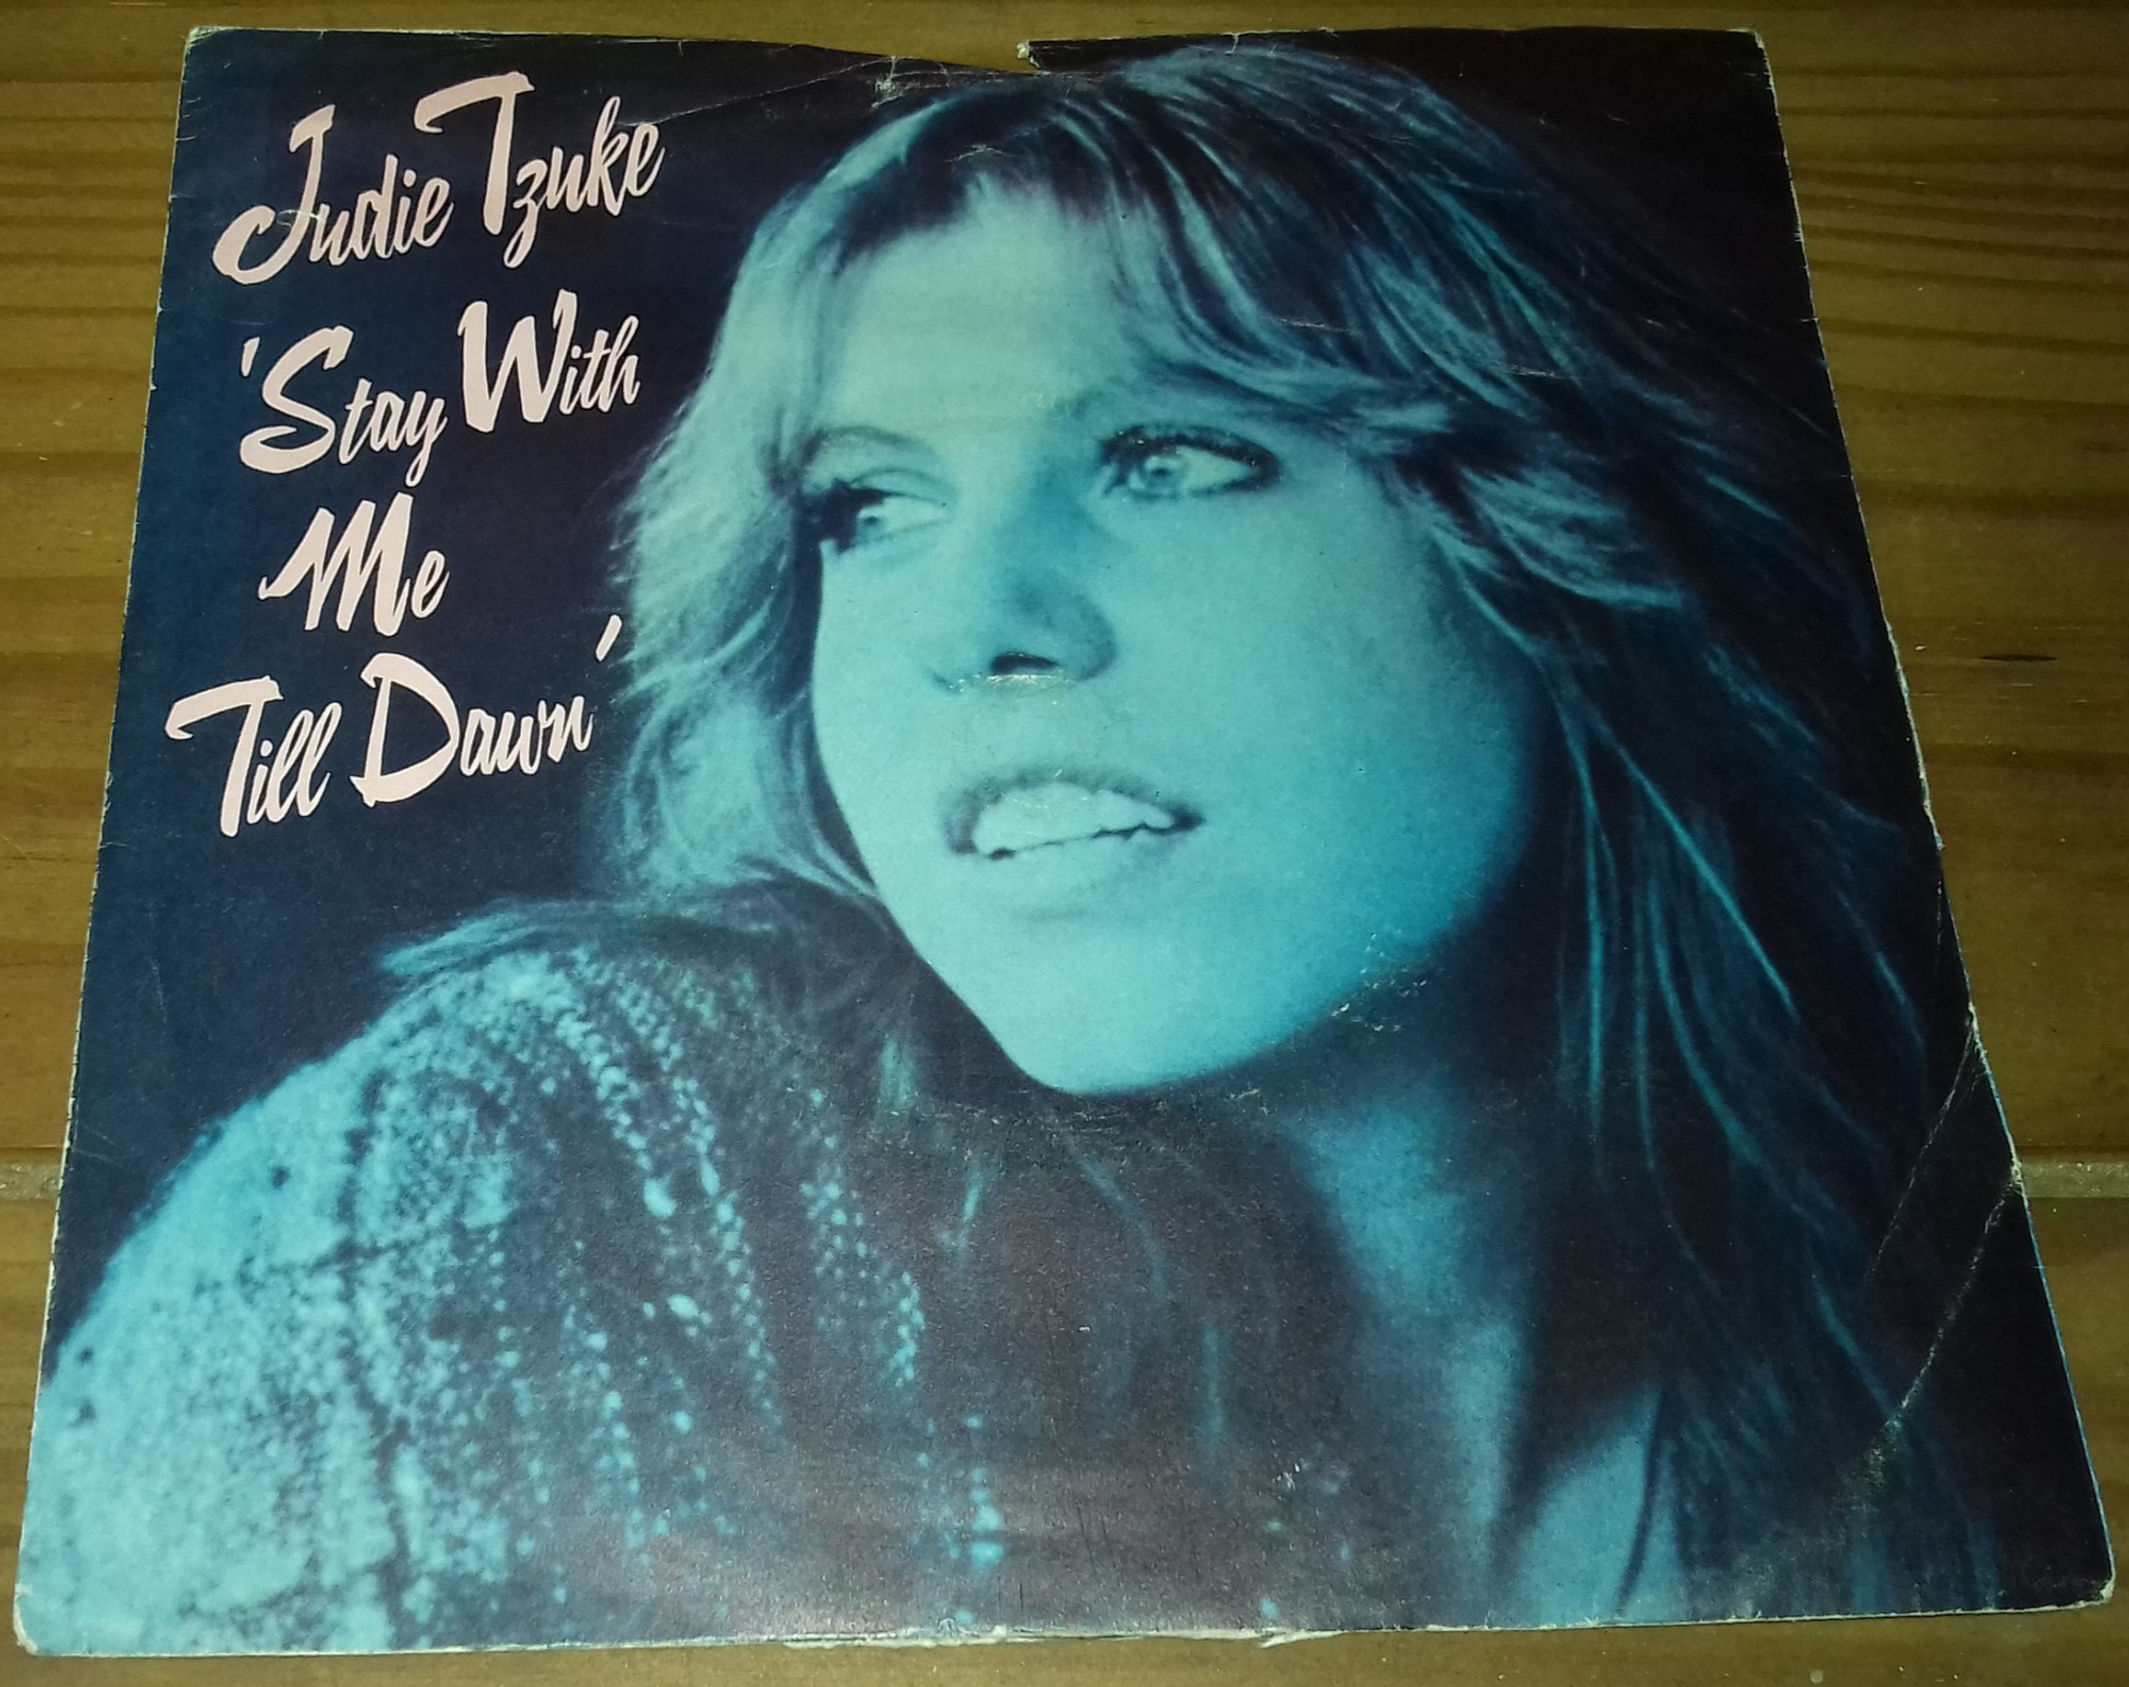 Judie Tzuke
'Stay With
Me
Till Dawn'